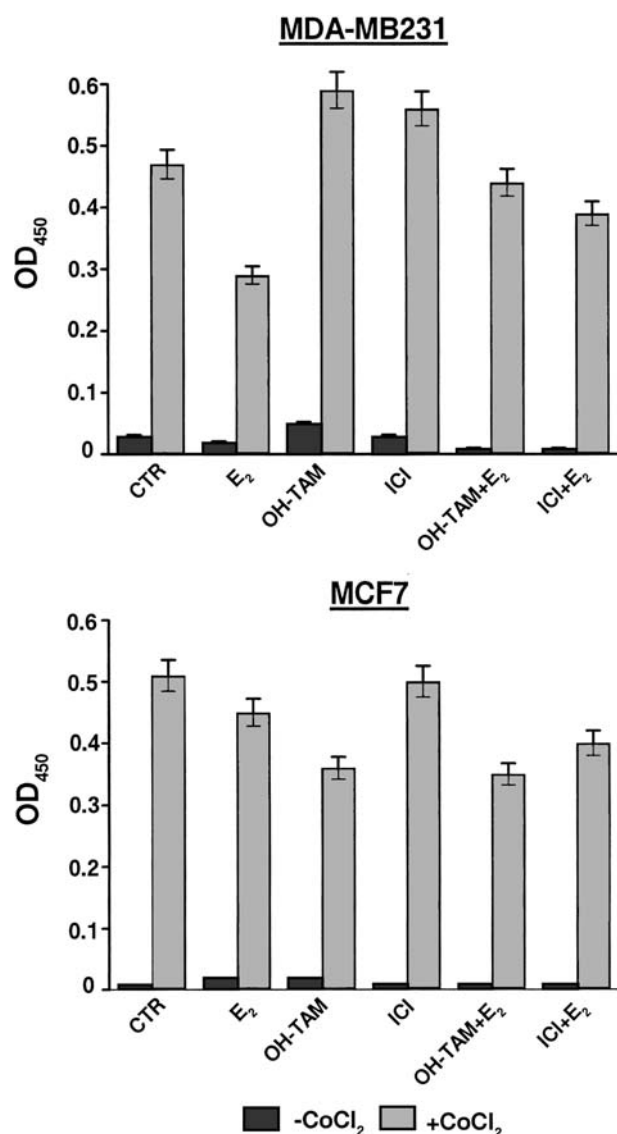 MDA-MB231
0.6
0.5
0.4
0.3
0.2
0.1
0
OD450
CTR
E2
OH-TAM
ICI
OH-TAM+E2
ICI+E2
MCF7
0.6
0.5
0.4
0.3
0.2
0.1
0
OD450
CTR
E2
OH-TAM
ICI
OH-TAM+E2
ICI+E2
-CoCl2 +CoCl2